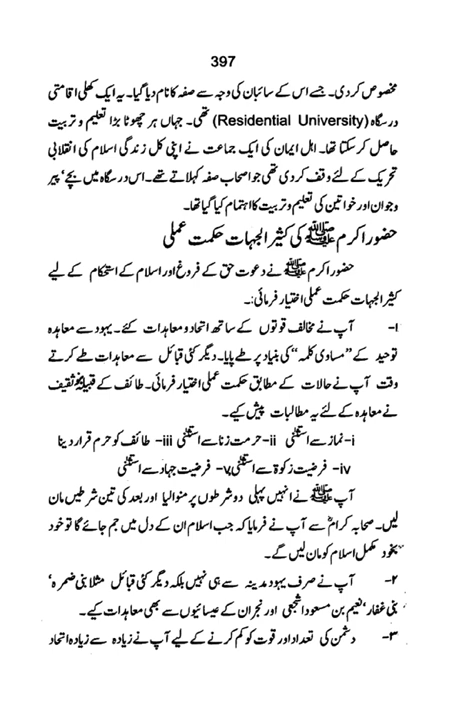 397
مخصوص کر دی۔ جسے اس کے سائبان کی وجہ سے صفہ کا نام دیا گیا۔ یہ ایک کھلی اقامتی
درسگاہ (Residential University) تھی۔ جہاں ہر چھوٹا بڑا تعلیم و تربیت
حاصل کر سکتا تھا۔ اہل ایمان کی ایک جماعت نے اپنی کل زندگی اسلام کی انقلابی
تحریک کے لئے وقف کر دی تھی جو اصحاب صفہ کہلاتے تھے۔ اس درسگاہ میں بچے‘ پیر
و جوان اور خواتین کی تعلیم و تربیت کا اہتمام کیا گیا تھا۔
حضور اکرم ﷺ کی کثیر الجہات حکمت عملی
حضور اکرم ﷺ نے دعوت حق کے فروغ اور اسلام کے استحکام کے لیے
کثیر الجہات حکمت عملی اختیار فرمائی:۔
۱- آپ نے مخالف قوتوں کے ساتھ اتحاد و معاہدات کئے۔ یہود سے معاہدہ
توحید کے ”مساوی کلمہ“ کی بنیاد پر طے پایا۔ دیگر کئی قبائل سے معاہدات طے کرتے
وقت آپ نے حالات کے مطابق حکمت عملی اختیار فرمائی۔ طائف کے قبیلہ ثقیف
نے معاہدہ کے لئے یہ مطالبات پیش کیے۔
i- نماز سے استثنٰی ii- حرمت زنا سے استثنٰی iii- طائف کو حرم قرار دینا
iv- فرضیت زکوۃ سے استثنٰی v- فرضیت جہاد سے استثنٰی
آپ ﷺ نے انہیں پہلی دو شرطوں پر منوالیا اور بعد کی تین شرطیں مان
لیں۔ صحابہ کرامؓ سے آپ نے فرمایا کہ جب اسلام ان کے دل میں جم جائے گا تو خود
بخود مکمل اسلام کو مان لیں گے۔
۲- آپ نے صرف یہود مدینہ سے ہی نہیں بلکہ دیگر کئی قبائل مثلا بنی ضمرہ‘
بنی غفار‘ نعیم بن مسعود اشجعی اور نجران کے عیسائیوں سے بھی معاہدات کیے۔
۳- دشمن کی تعداد اور قوت کو کم کرنے کے لیے آپ نے زیادہ سے زیادہ اتحاد